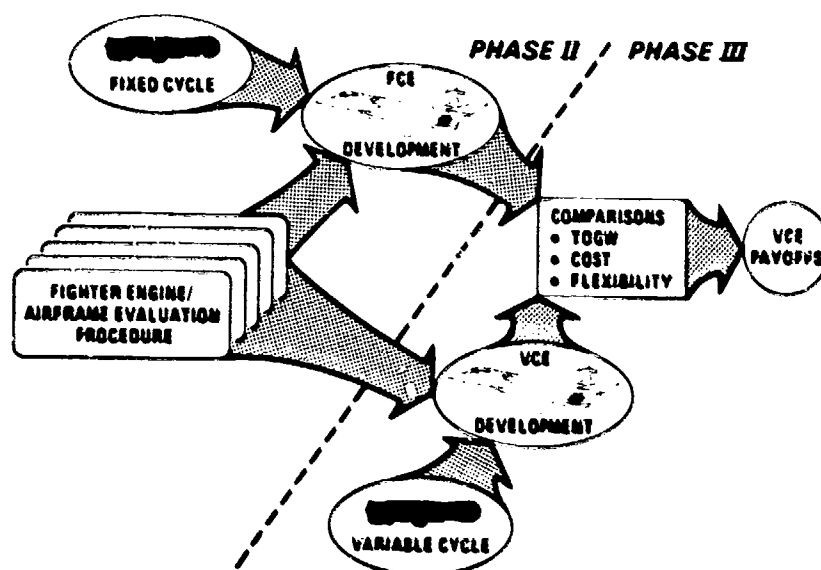 PHASE II
PHASE III
FIXED CYCLE
FCE
DEVELOPMENT
FIGHTER ENGINE/
AIRFRAME EVALUATION
PROCEDURE
COMPARISONS
• TOGW
• COST
• FLEXIBILITY
VCE
PAYOFFS
VCE
DEVELOPMENT
VARIABLE CYCLE